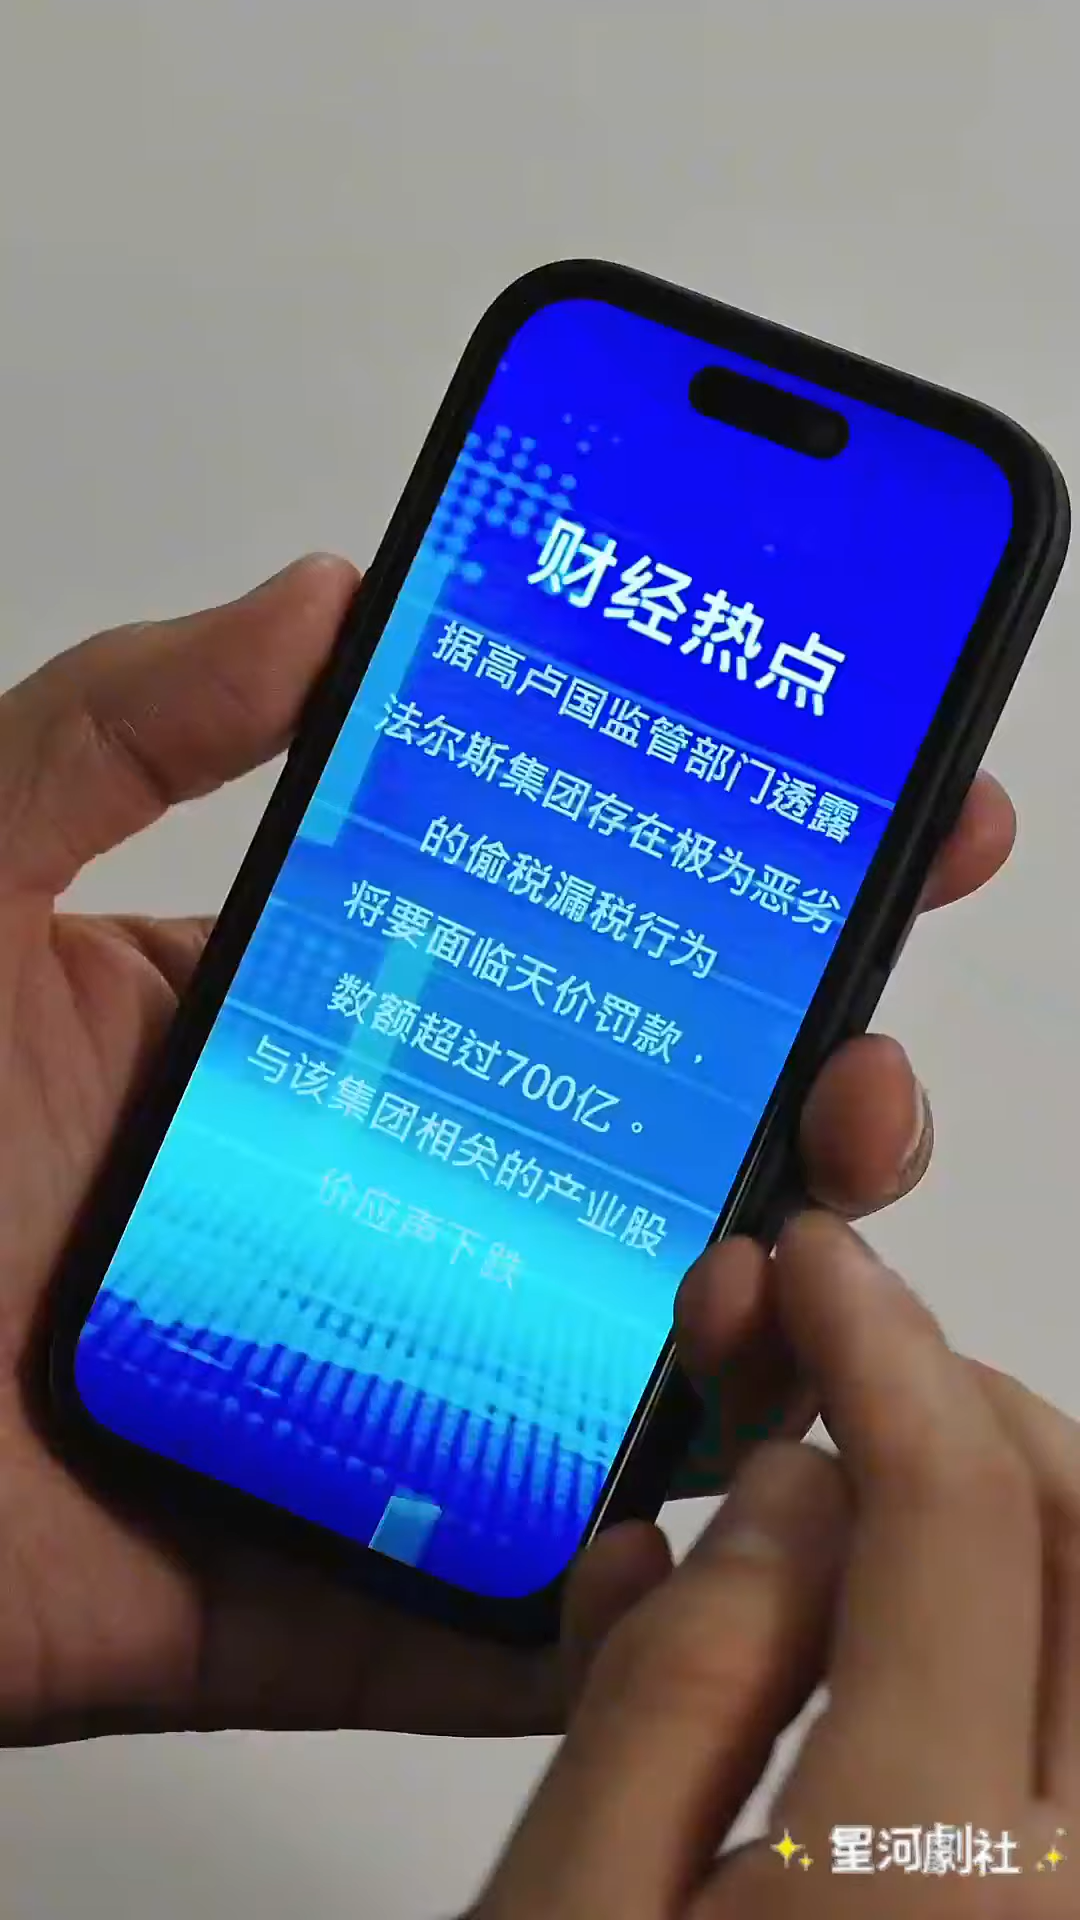 财经热点
据高卢国监管部门透露
法尔斯集团存在极为恶劣
的偷税漏税行为
将要面临天价罚款，
数额超过700亿。
与该集团相关的产业股
价应声下跌
星河劇社